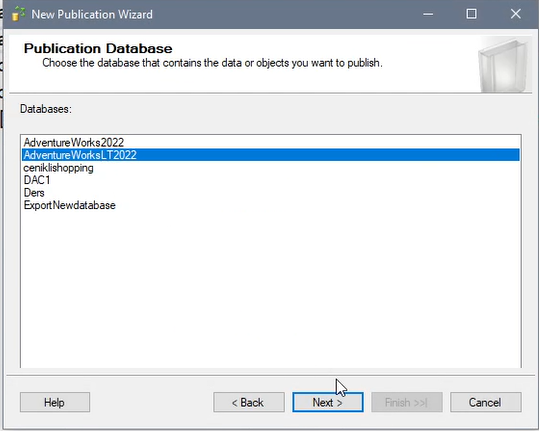 New Publication Wizard
Publication Database
Choose the database that contains the data or objects you want to publish.
Databases:
AdventureWorks2022
AdventureWorksLT2022
ceniklishopping
DAC1
Ders
ExportNewdatabase
Help
< Back
Next >
Finish >>|
Cancel